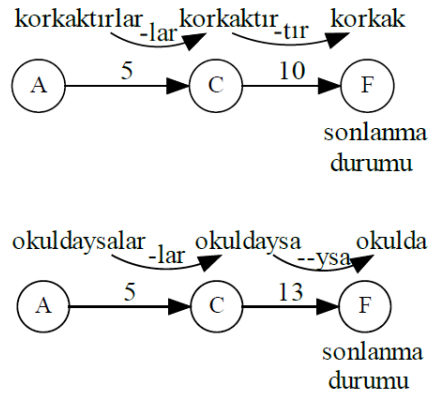 korkaktırlar -lar korkaktır -tır korkak
5 10
A C F
sonlanma
durumu
okuldaysalar -lar okuldaysa --ysa okulda
5 13
A C F
sonlanma
durumu